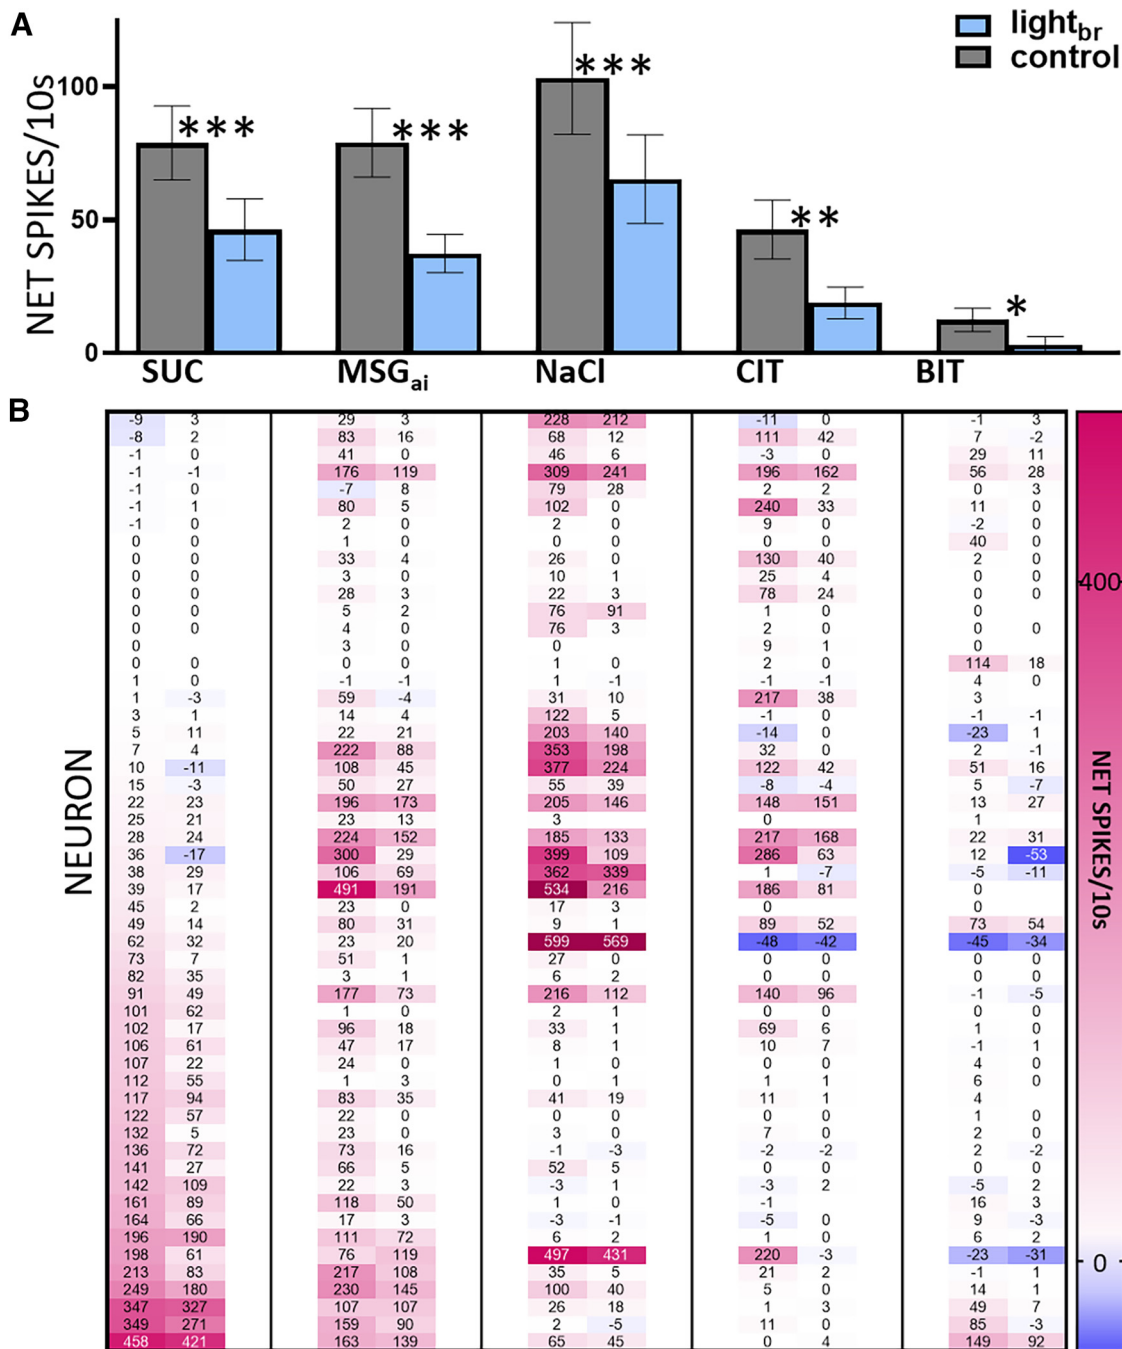 A
light_br
control
NET SPIKES/10s
100
50
0
***
***
***
**
*
SUC MSG_ai NaCl CIT BIT
B
NEURON
-9 3 29 3 228 212 -11 0 -1 3
-8 2 83 16 68 12 111 42 7 -2
-1 0 41 0 46 6 -3 0 29 11
-1 -1 176 119 309 241 196 162 56 28
-1 0 -7 8 79 28 2 2 0 3
-1 1 80 5 102 0 240 33 11 0
-1 0 2 0 2 0 9 0 -2 0
0 0 1 0 0 0 0 0 40 0
0 0 33 4 26 0 130 40 2 0
0 0 3 0 10 1 25 4 0 0
0 0 28 3 22 3 78 24 0 0
0 0 5 2 76 91 1 0 0 0
0 0 4 0 76 3 2 0 0 0
0 0 0 9 1
0 0 0 0 1 0 2 0 114 18
1 0 -1 -1 1 -1 -1 -1 4 0
1 -3 59 -4 31 10 217 38 3
3 1 14 4 122 5 -1 0 -1 -1
5 11 22 21 203 140 -14 0 -23 1
7 4 222 88 353 198 32 0 2 -1
10 -11 108 45 377 224 122 42 51 16
15 -3 50 27 55 39 -8 -4 5 -7
22 23 196 173 205 146 148 151 13 27
25 21 23 13 3 0 1
28 24 224 152 185 133 217 168 22 31
36 -17 300 29 399 109 286 63 12 -53
38 29 106 69 362 339 1 -7 -5 -11
39 17 491 191 534 216 186 81 0
45 2 23 0 17 3 0 0
49 14 80 31 9 1 89 52 73 54
62 32 23 20 599 569 -48 -42 -45 -34
73 7 51 1 27 0 0 0 0 0
82 35 3 1 6 2 0 0 0 0
91 49 177 73 216 112 140 96 -1 -5
101 62 1 0 2 1 0 0 0 0
102 17 96 18 33 1 69 6 1 0
106 61 47 17 8 1 10 7 -1 1
107 22 24 0 1 0 0 0 4 0
112 55 1 3 0 1 1 1 6 0
117 94 83 35 41 19 11 1 4
122 57 22 0 0 0 0 0 1 0
132 5 23 0 3 0 7 0 2 0
136 72 73 16 -1 -3 -2 -2 2 -2
141 27 66 5 52 5 0 0 0 0
142 109 22 3 -3 1 -3 2 -5 2
161 89 118 50 1 0 -1 16 3
164 66 17 3 -3 -1 -5 0 9 -3
196 190 111 72 6 2 1 0 6 2
198 61 76 119 497 431 220 -3 -23 -31
213 83 217 108 35 5 21 2 -1 1
249 180 230 145 100 40 5 0 14 1
347 327 107 107 26 18 1 3 49 7
349 271 159 90 2 -5 11 0 85 -3
458 421 163 139 65 45 0 4 149 92
400
0
NET SPIKES/10s